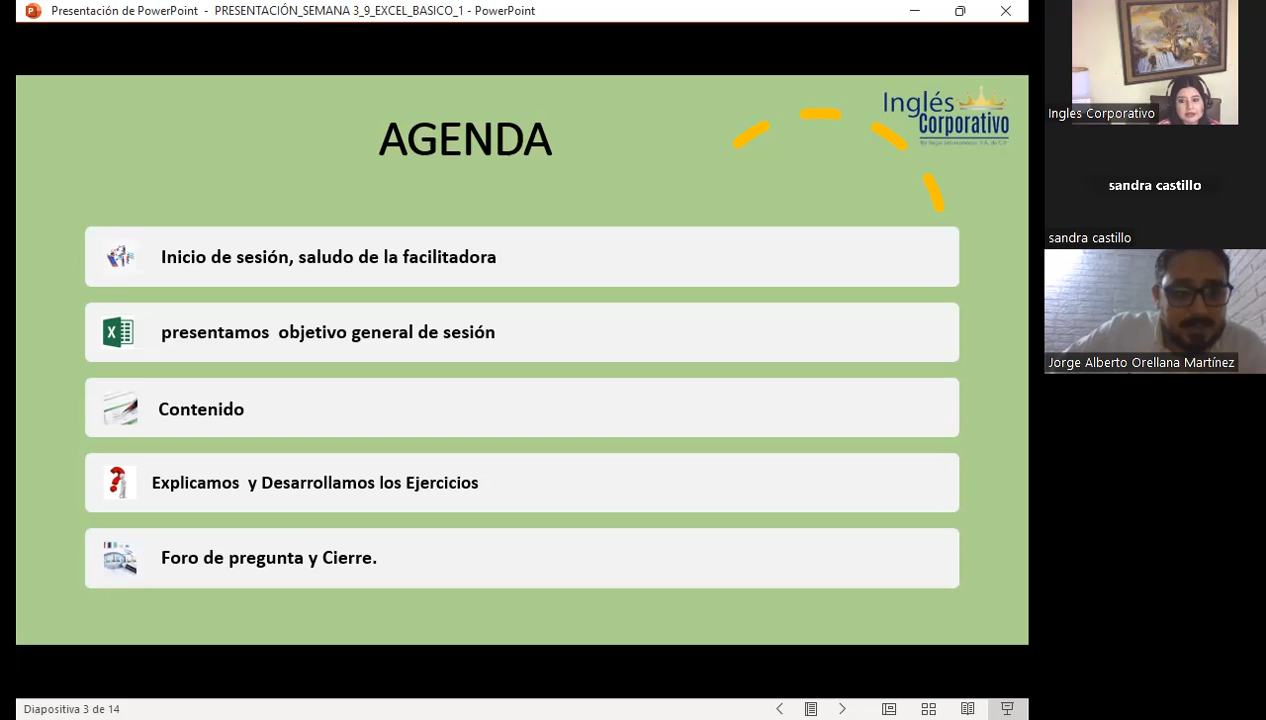 Presentación de PowerPoint - PRESENTACIÓN_SEMANA 3_9_EXCEL_BASICO_1 - PowerPoint
AGENDA
Inglés
Corporativo
Inicio de sesión, saludo de la facilitadora
presentamos objetivo general de sesión
Contenido
Explicamos y Desarrollamos los Ejercicios
Foro de pregunta y Cierre.
Diapositiva 3 de 14
Ingles Corporativo
sandra castillo
sandra castillo
Jorge Alberto Orellana Martínez